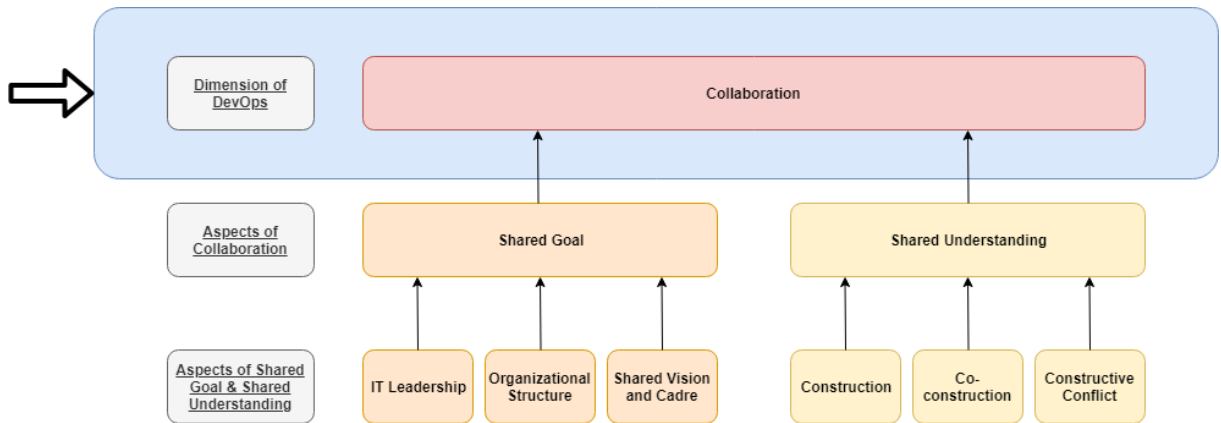 Dimension of
DevOps
Collaboration
Aspects of
Collaboration
Shared Goal
Shared Understanding
Aspects of Shared
Goal & Shared
Understanding
IT Leadership
Organizational
Structure
Shared Vision
and Cadre
Construction
Co-
construction
Constructive
Conflict